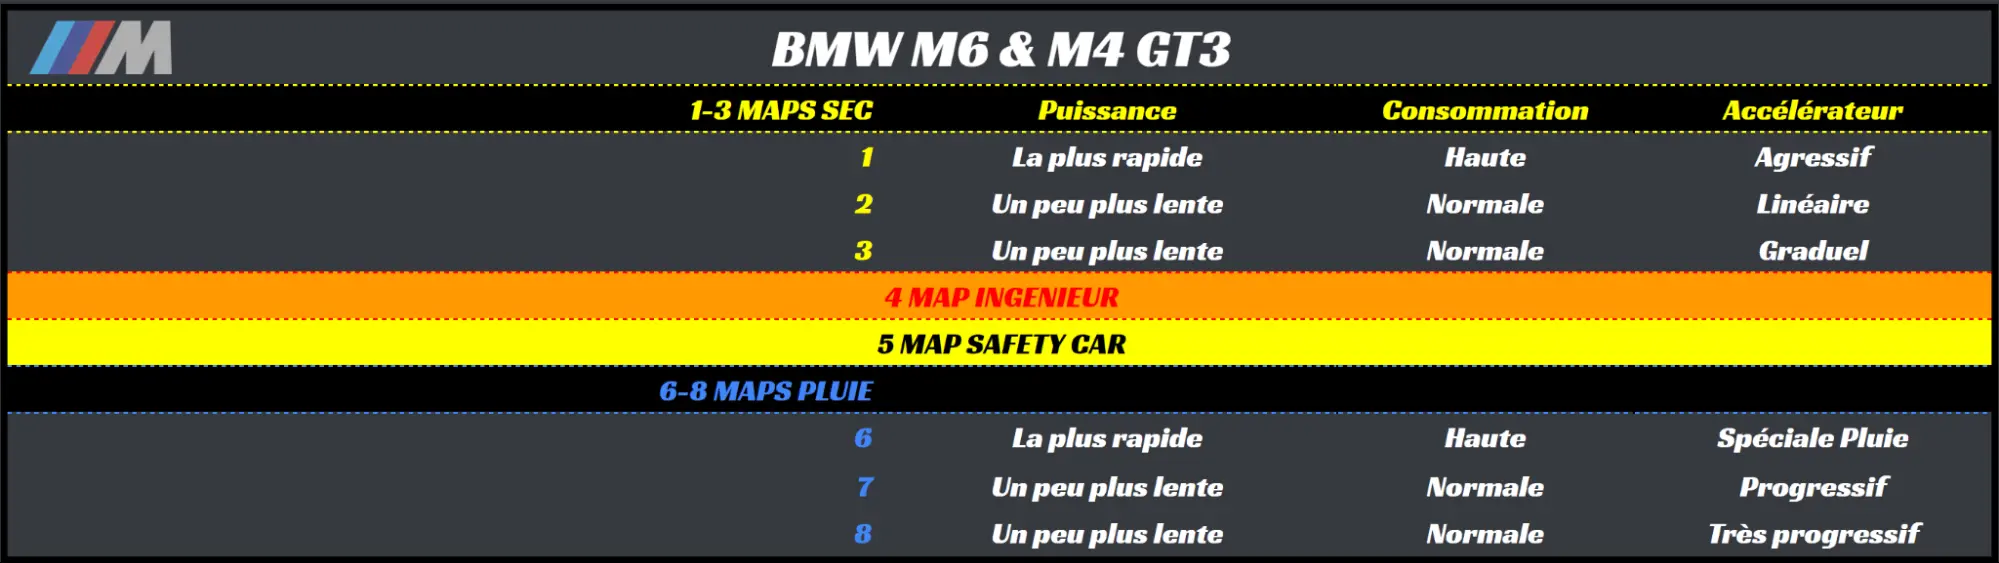 M
BMW M6 & M4 GT3
1-3 MAPS SEC Puissance Consommation Accélérateur
1 La plus rapide Haute Agressif
2 Un peu plus lente Normale Linéaire
3 Un peu plus lente Normale Graduel
4 MAP INGENIEUR
5 MAP SAFETY CAR
6-8 MAPS PLUIE
6 La plus rapide Haute Spéciale Pluie
7 Un peu plus lente Normale Progressif
8 Un peu plus lente Normale Très progressif